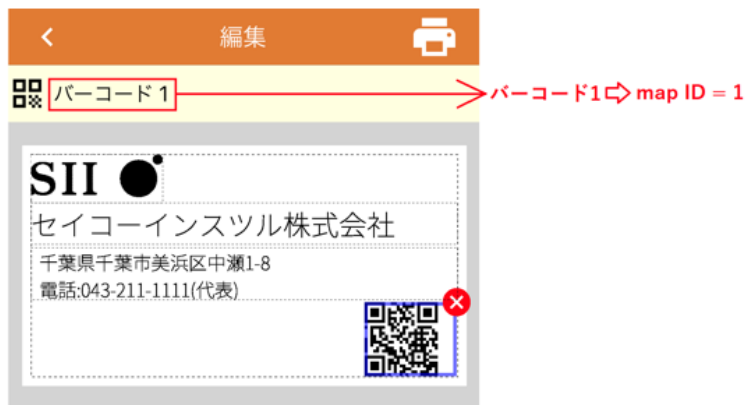 編集
バーコード 1
バーコード1⇨ map ID = 1
SII
セイコーインスツル株式会社
千葉県千葉市美浜区中瀬1-8
電話:043-211-1111(代表)